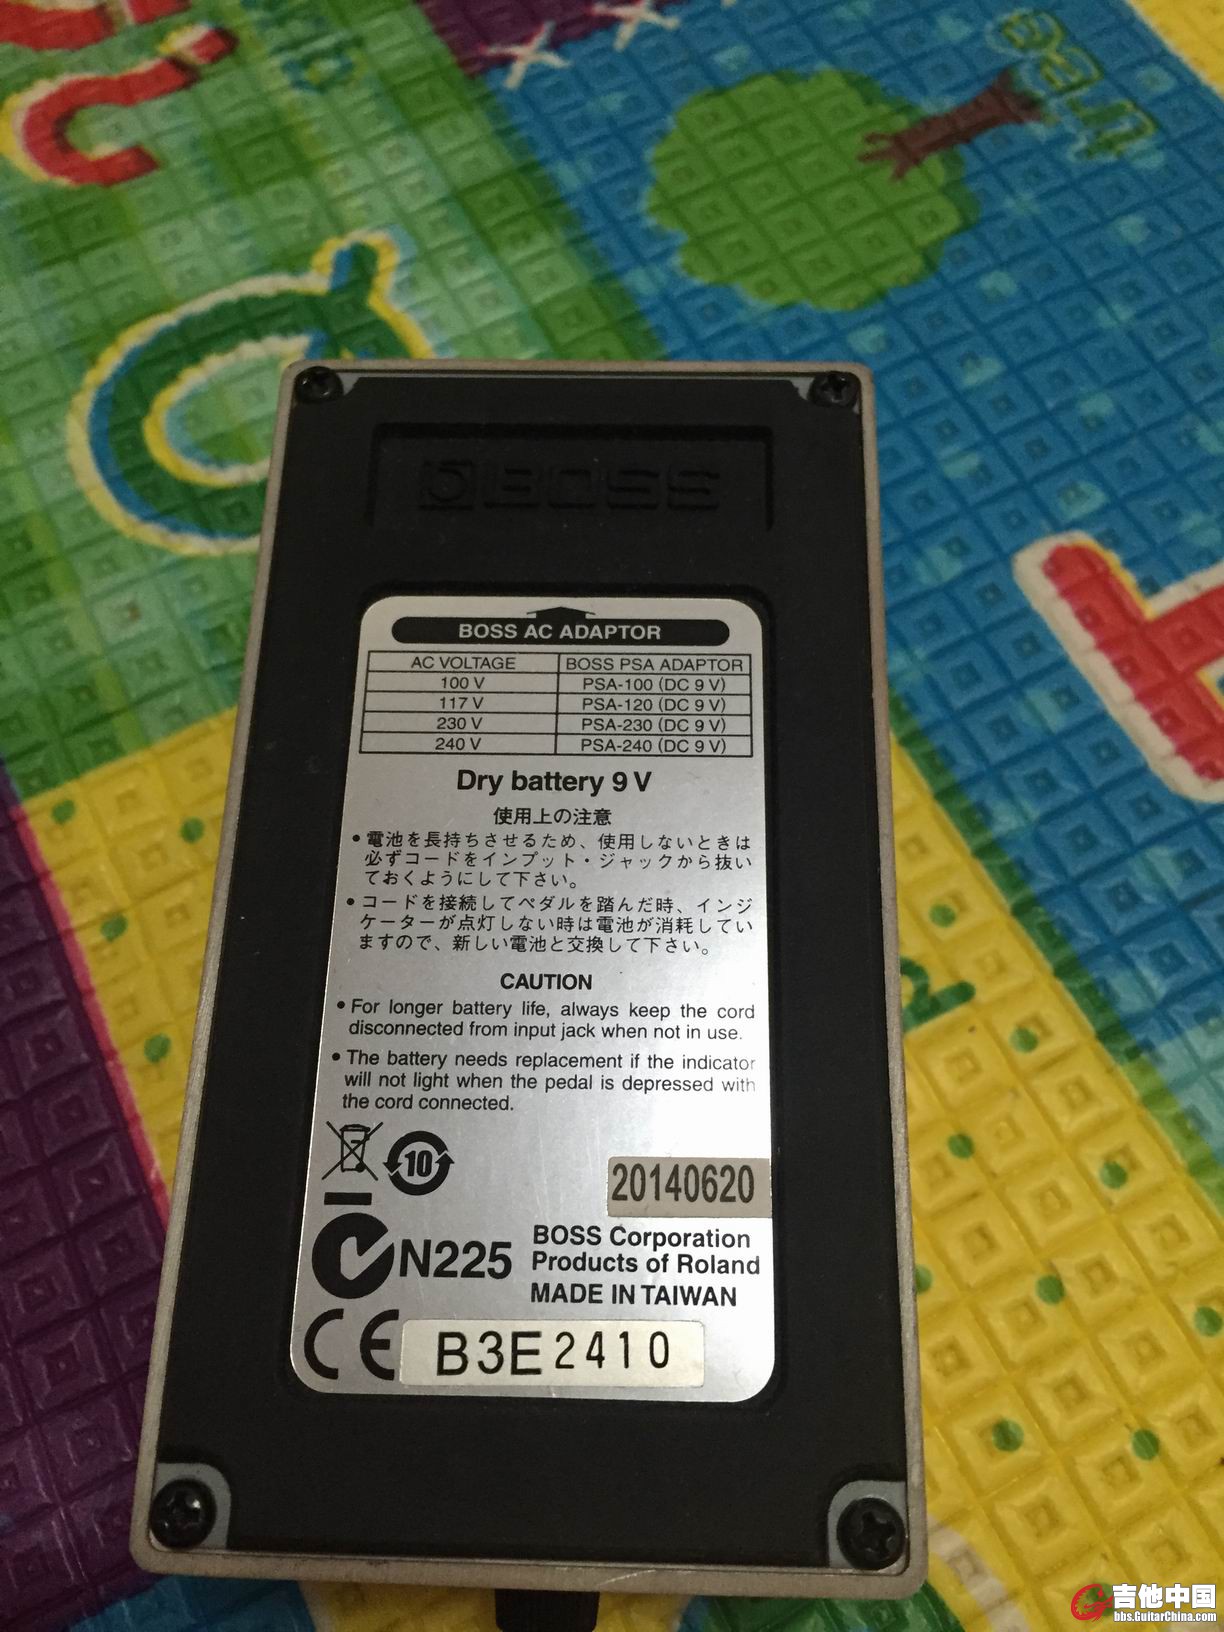 tree
BOSS
BOSS AC ADAPTOR
AC VOLTAGE BOSS PSA ADAPTOR
100 V PSA-100 (DC 9 V)
117 V PSA-120 (DC 9 V)
230 V PSA-230 (DC 9 V)
240 V PSA-240 (DC 9 V)
Dry battery 9 V
使用上の注意
• 電池を長持ちさせるため、使用しないときは
必ずコードをインプット・ジャックから抜い
ておくようにして下さい。
• コードを接続してペダルを踏んだ時、インジ
ケーターが点灯しない時は電池が消耗してい
ますので、新しい電池と交換して下さい。
CAUTION
• For longer battery life, always keep the cord
disconnected from input jack when not in use.
• The battery needs replacement if the indicator
will not light when the pedal is depressed with
the cord connected.
10
20140620
N225
BOSS Corporation
Products of Roland
MADE IN TAIWAN
CE
B3E2410
吉他中国
bbs.GuitarChina.com